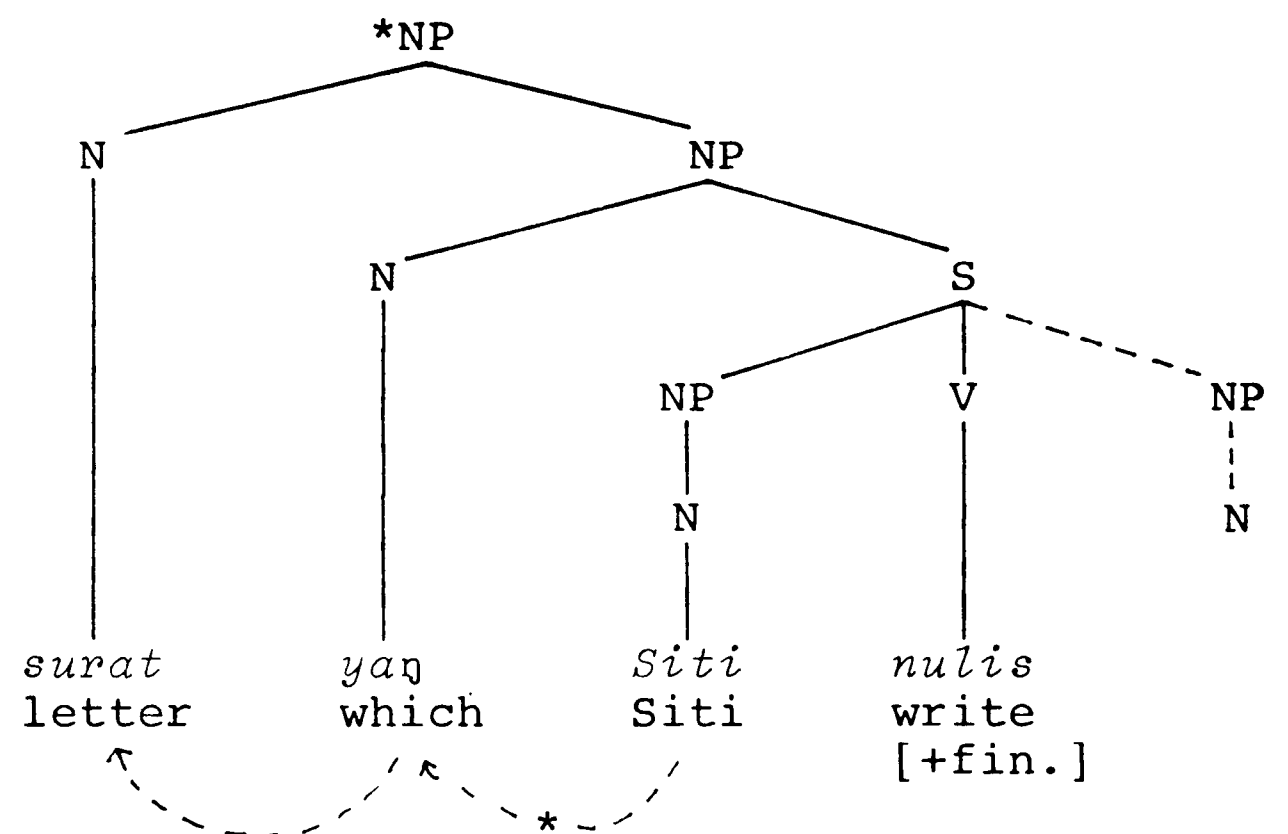 *NP
N NP
N S
NP V NP
N N
surat yaŋ Siti nulis
letter which Siti write
[+fin.]
*